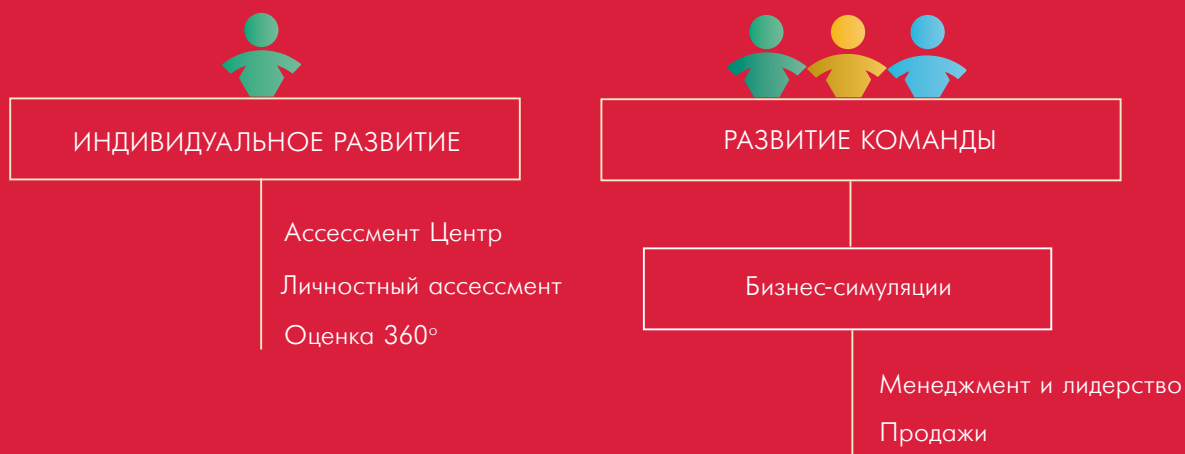 ИНДИВИДУАЛЬНОЕ РАЗВИТИЕ
Ассессмент Центр
Личностный ассессмент
Оценка 360°
РАЗВИТИЕ КОМАНДЫ
Бизнес-симуляции
Менеджмент и лидерство
Продажи